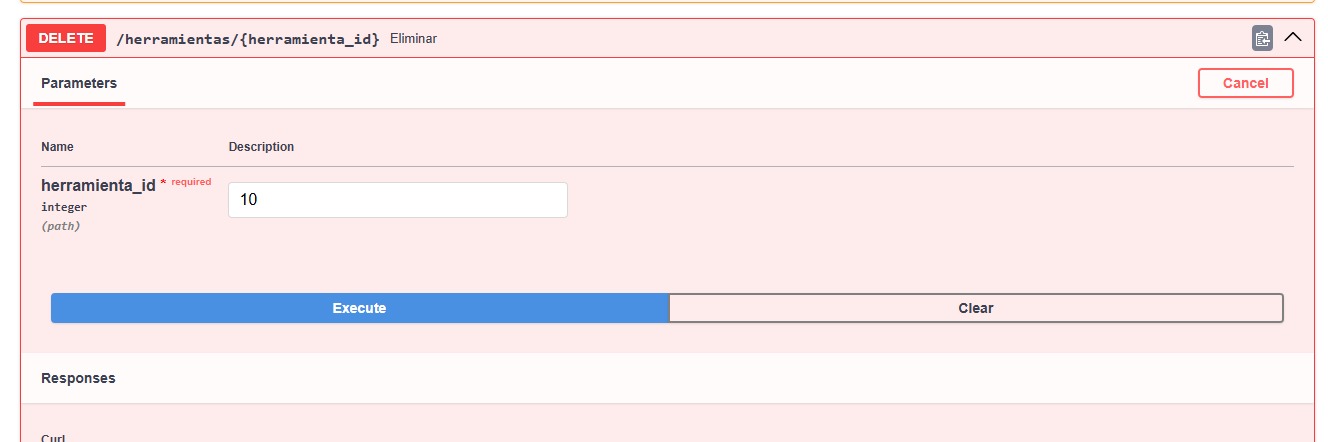 DELETE /herramientas/{herramienta_id} Eliminar
Parameters
Cancel
Name Description
herramienta_id * required
integer
(path)
10
Execute Clear
Responses
Curl